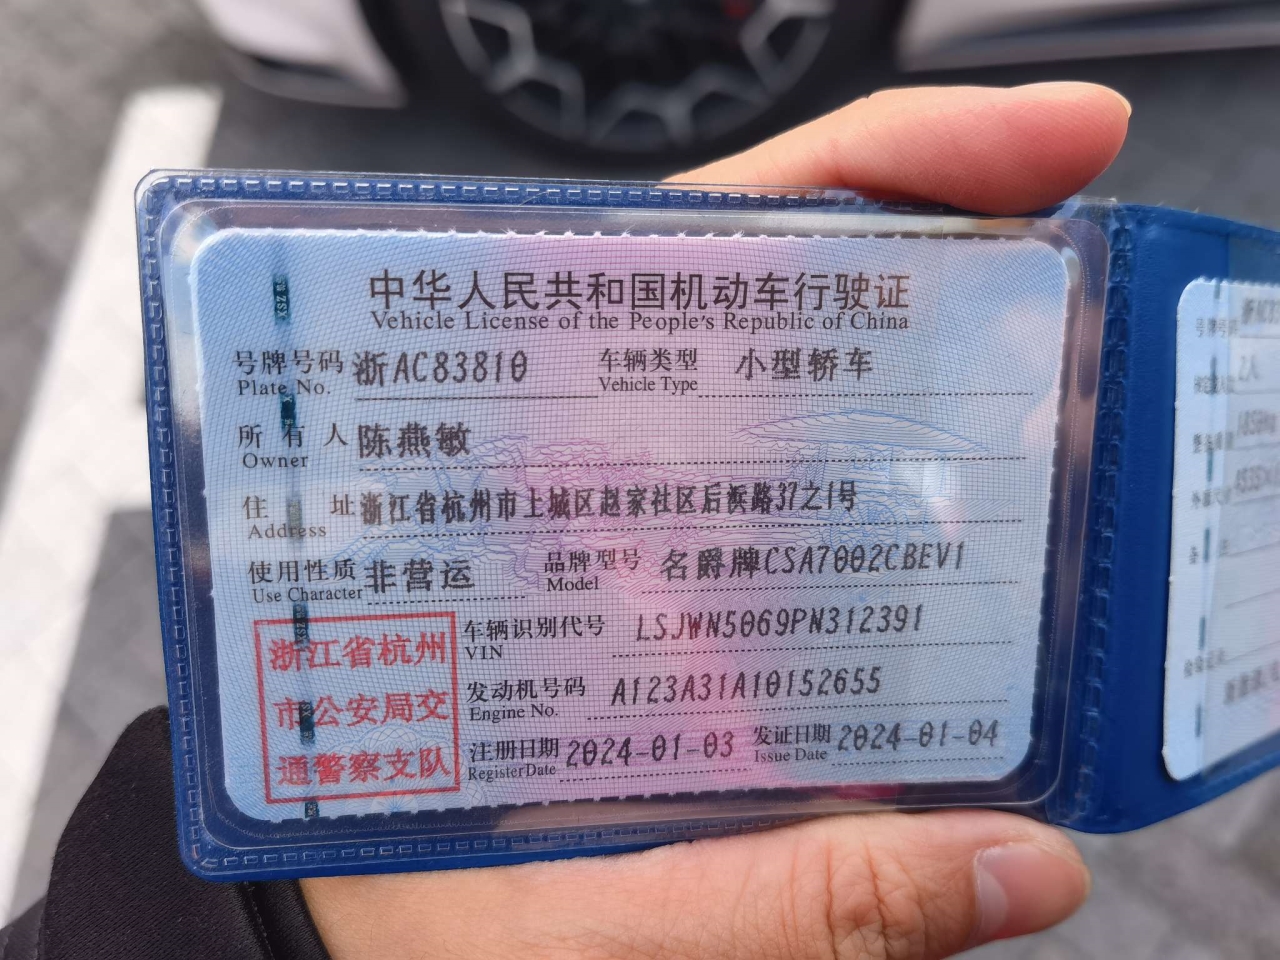 中华人民共和国机动车行驶证
Vehicle License of the People's Republic of China
号牌号码 浙AC83810 车辆类型 小型轿车
Plate No. Vehicle Type
所有人 陈燕敏
Owner
住址 浙江省杭州市上城区赵家社区后浜路37之1号
Address
使用性质 非营运 品牌型号 名爵牌CSA7002CBEV1
Use Character Model
车辆识别代号 LSJWN5069PN312391
VIN
发动机号码 A123A31A10152655
Engine No.
注册日期 2024-01-03 发证日期 2024-01-04
Register Date Issue Date
浙江省杭州
市公安局交
通警察支队
号牌号码
2人